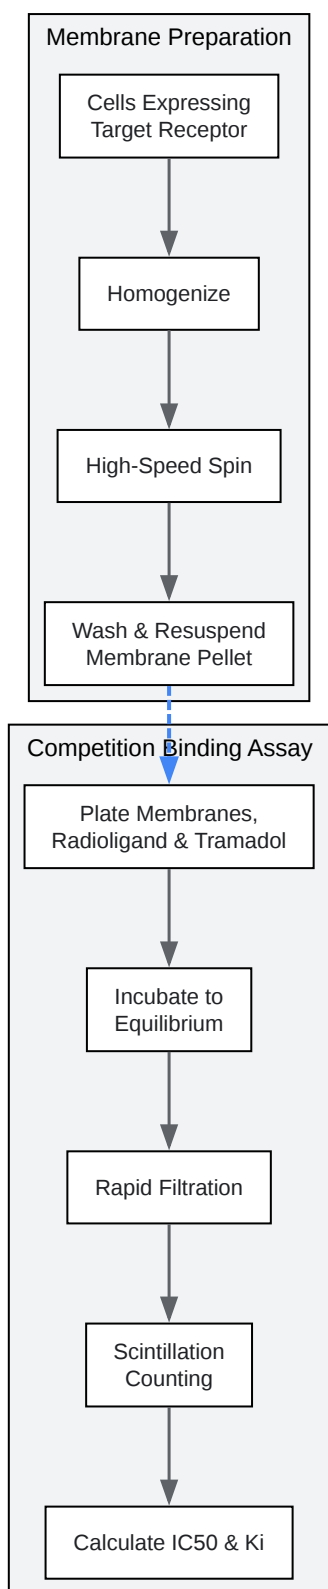 Membrane Preparation
Cells Expressing
Target Receptor
Homogenize
High-Speed Spin
Wash & Resuspend
Membrane Pellet
Competition Binding Assay
Plate Membranes,
Radioligand & Tramadol
Incubate to
Equilibrium
Rapid Filtration
Scintillation
Counting
Calculate IC50 & Ki